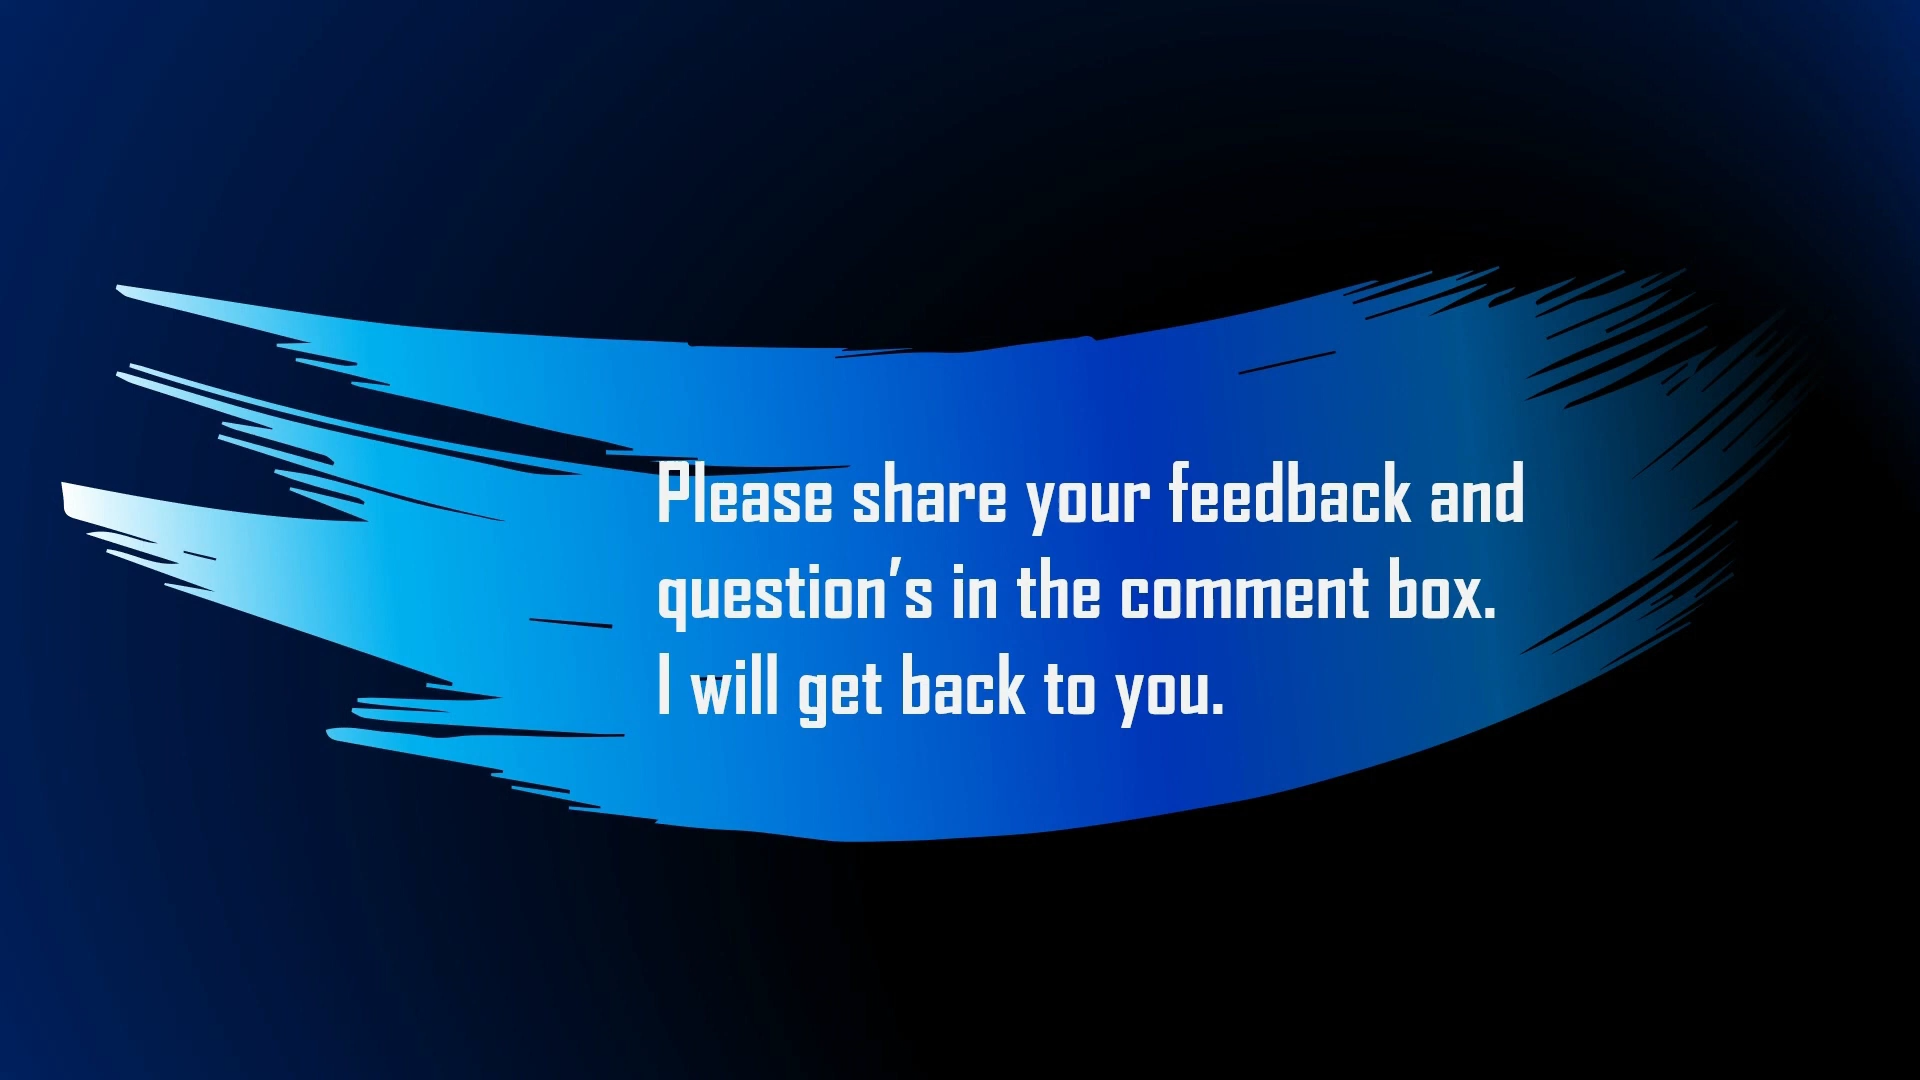 Please share your feedback and
question’s in the comment box.
I will get back to you.